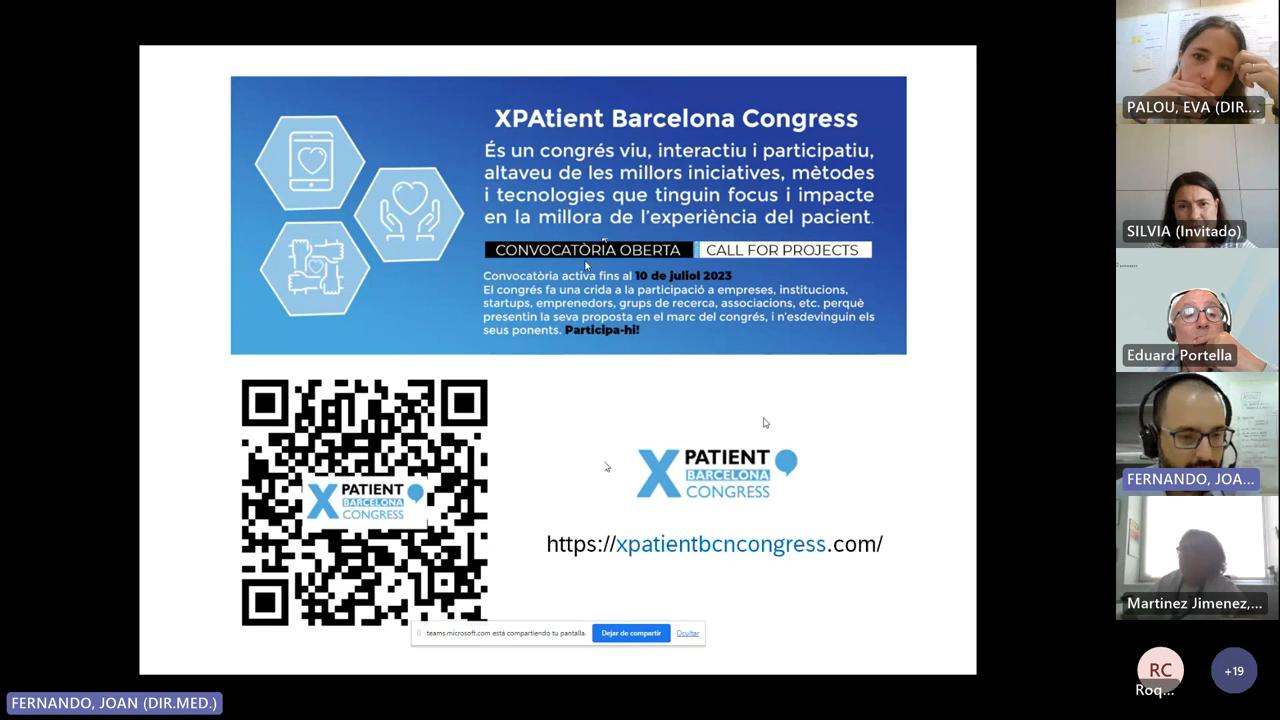 XPAtient Barcelona Congress
És un congrés viu, interactiu i participatiu,
altaveu de les millors iniciatives, mètodes
i tecnologies que tinguin focus i impacte
en la millora de l'experiència del pacient.
CONVOCATÒRIA OBERTA
CALL FOR PROJECTS
Convocatòria activa fins al 10 de juliol 2023
El congrés fa una crida a la participació a empreses, institucions,
startups, emprenedors, grups de recerca, associacions, etc. perquè
presentin la seva proposta en el marc del congrés, i n'esdevinguin els
seus ponents. Participa-hi!
X PATIENT
BARCELONA
CONGRESS
X PATIENT
BARCELONA
CONGRESS
https://xpatientbcncongress.com/
teams.microsoft.com está compartiendo tu pantalla.
Dejar de compartir
Ocultar
PALOU, EVA (DIR....
SILVIA (Invitado)
Eduard Portella
FERNANDO, JOA...
Martinez Jimenez,...
RC
Roq...
+19
FERNANDO, JOAN (DIR.MED.)